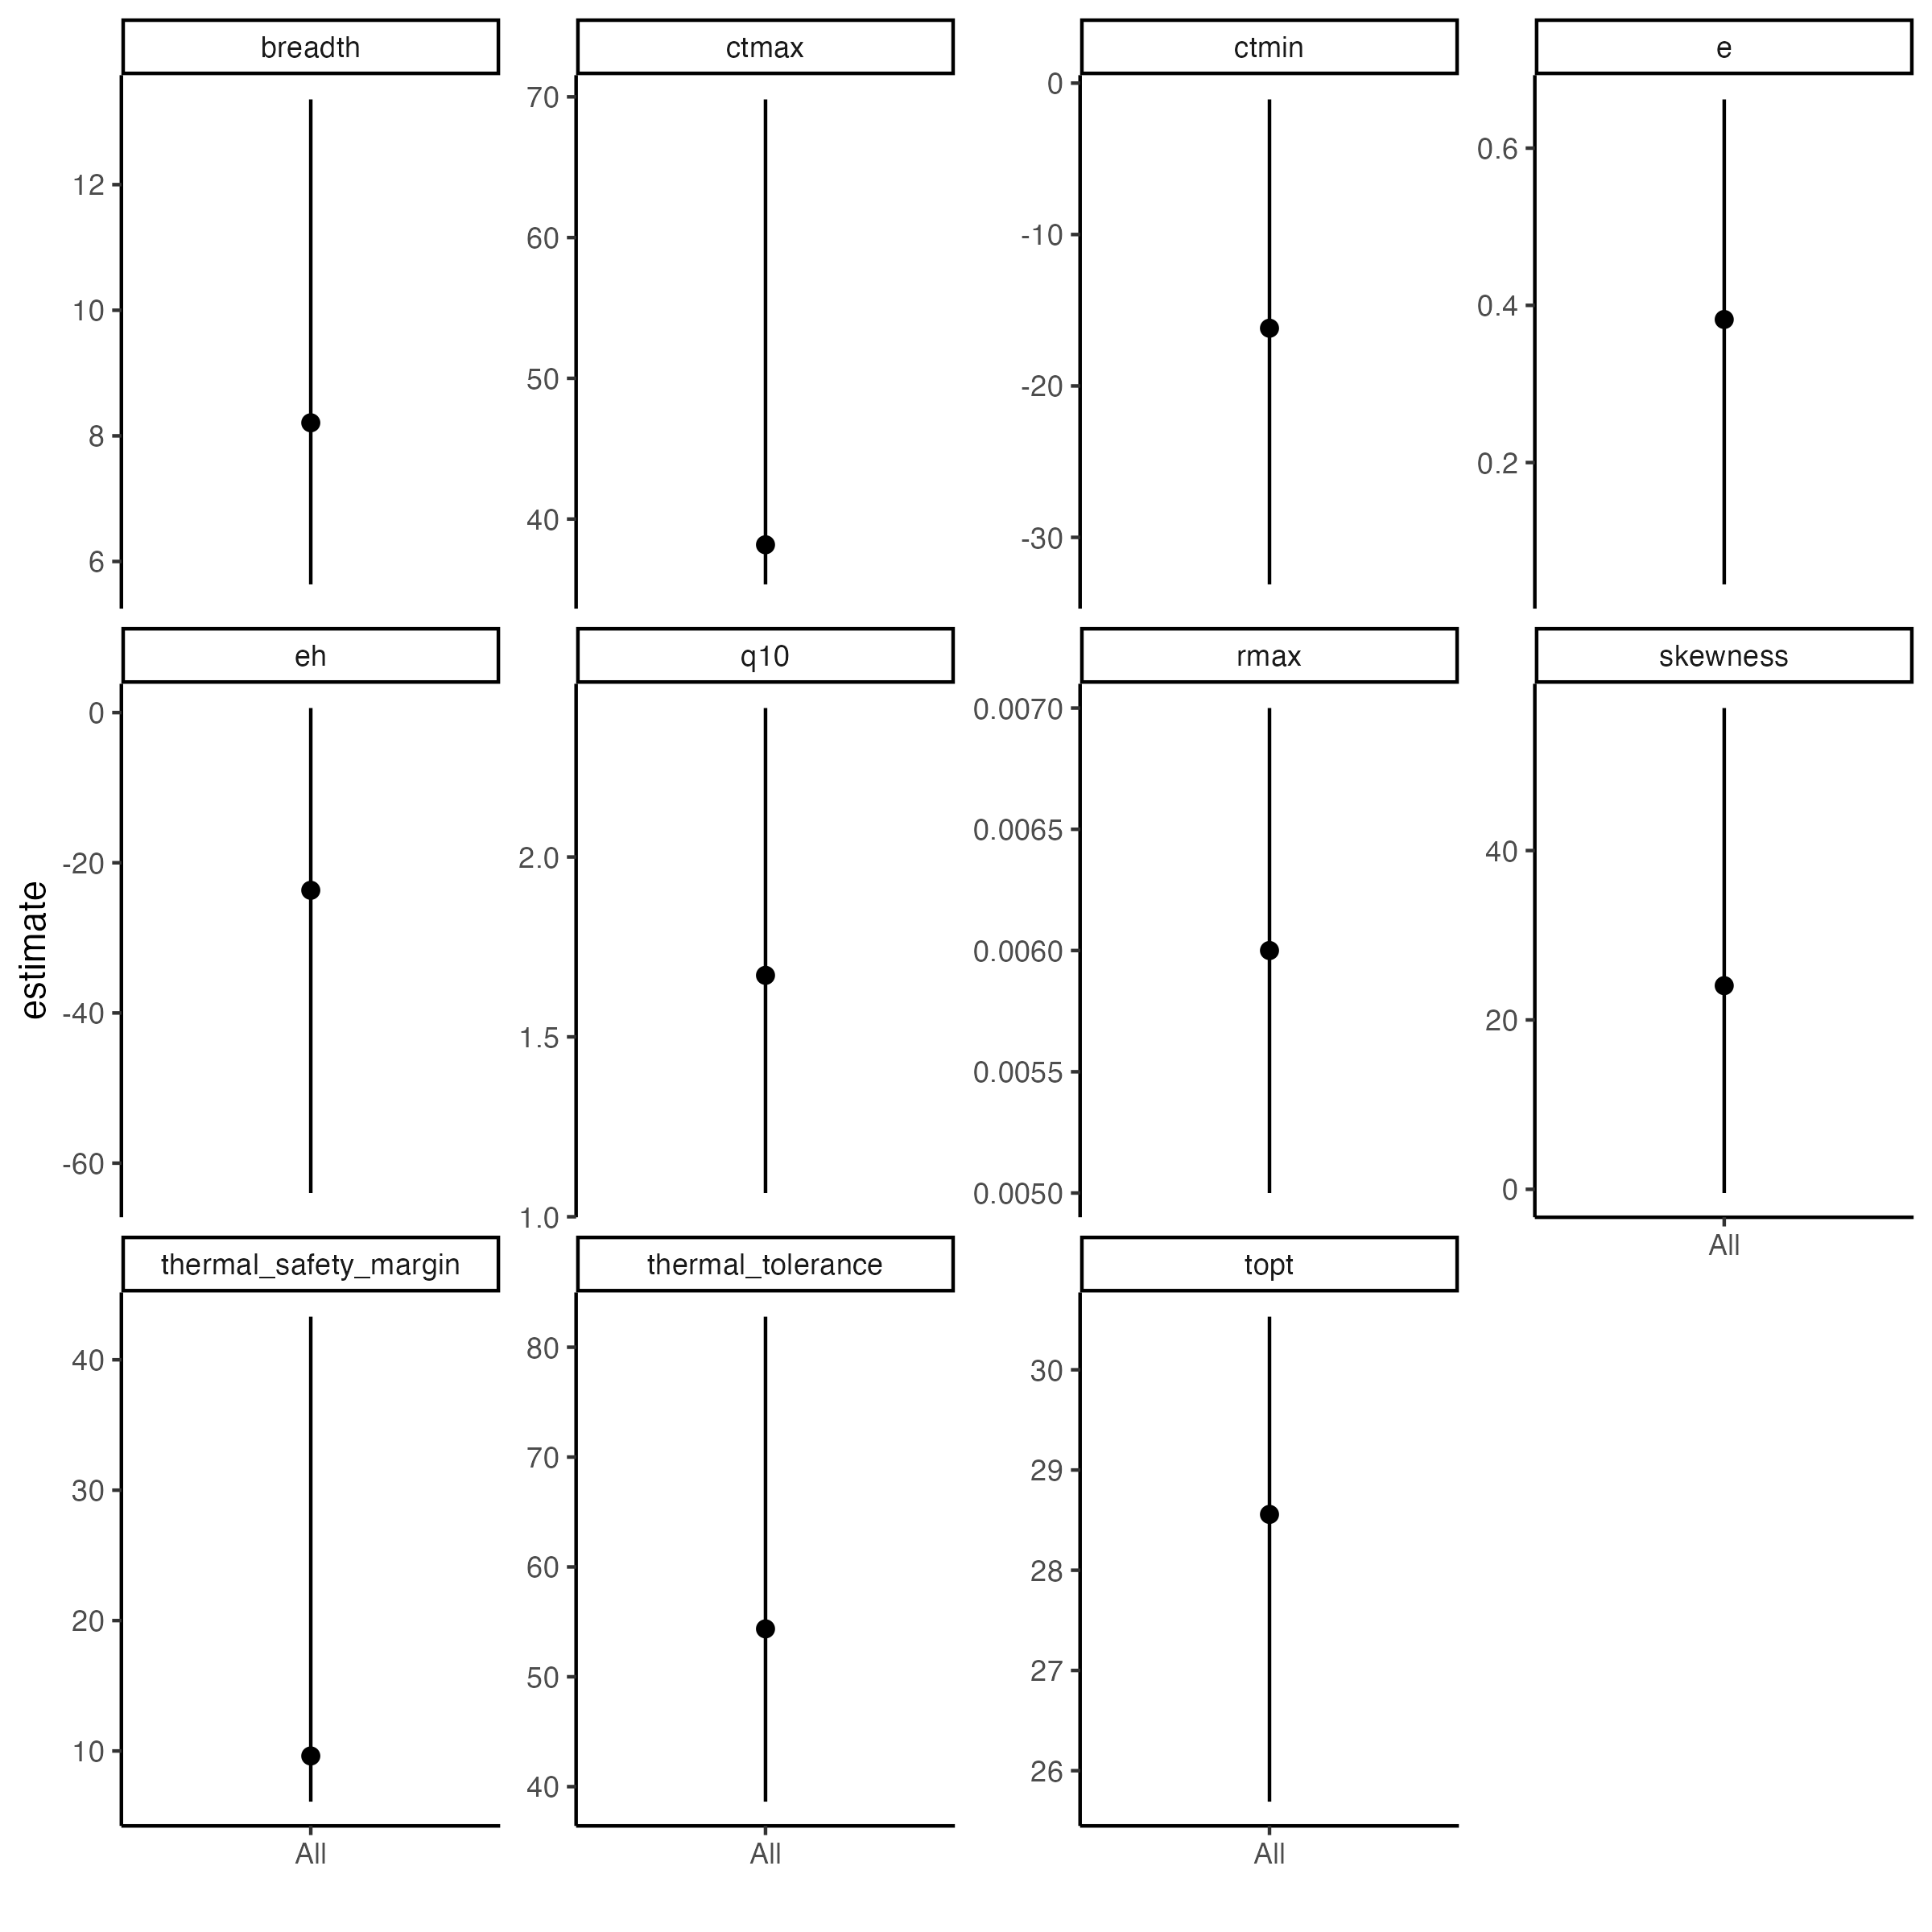 breadth
ctmax
ctmin
e
12
10
8
6
70
60
50
40
0
-10
-20
-30
0.6
0.4
0.2
eh
q10
rmax
skewness
0
-20
-40
-60
2.0
1.5
1.0
0.0070
0.0065
0.0060
0.0055
0.0050
40
20
0
All
estimate
thermal_safety_margin
thermal_tolerance
topt
40
30
20
10
80
70
60
50
40
30
29
28
27
26
All
All
All